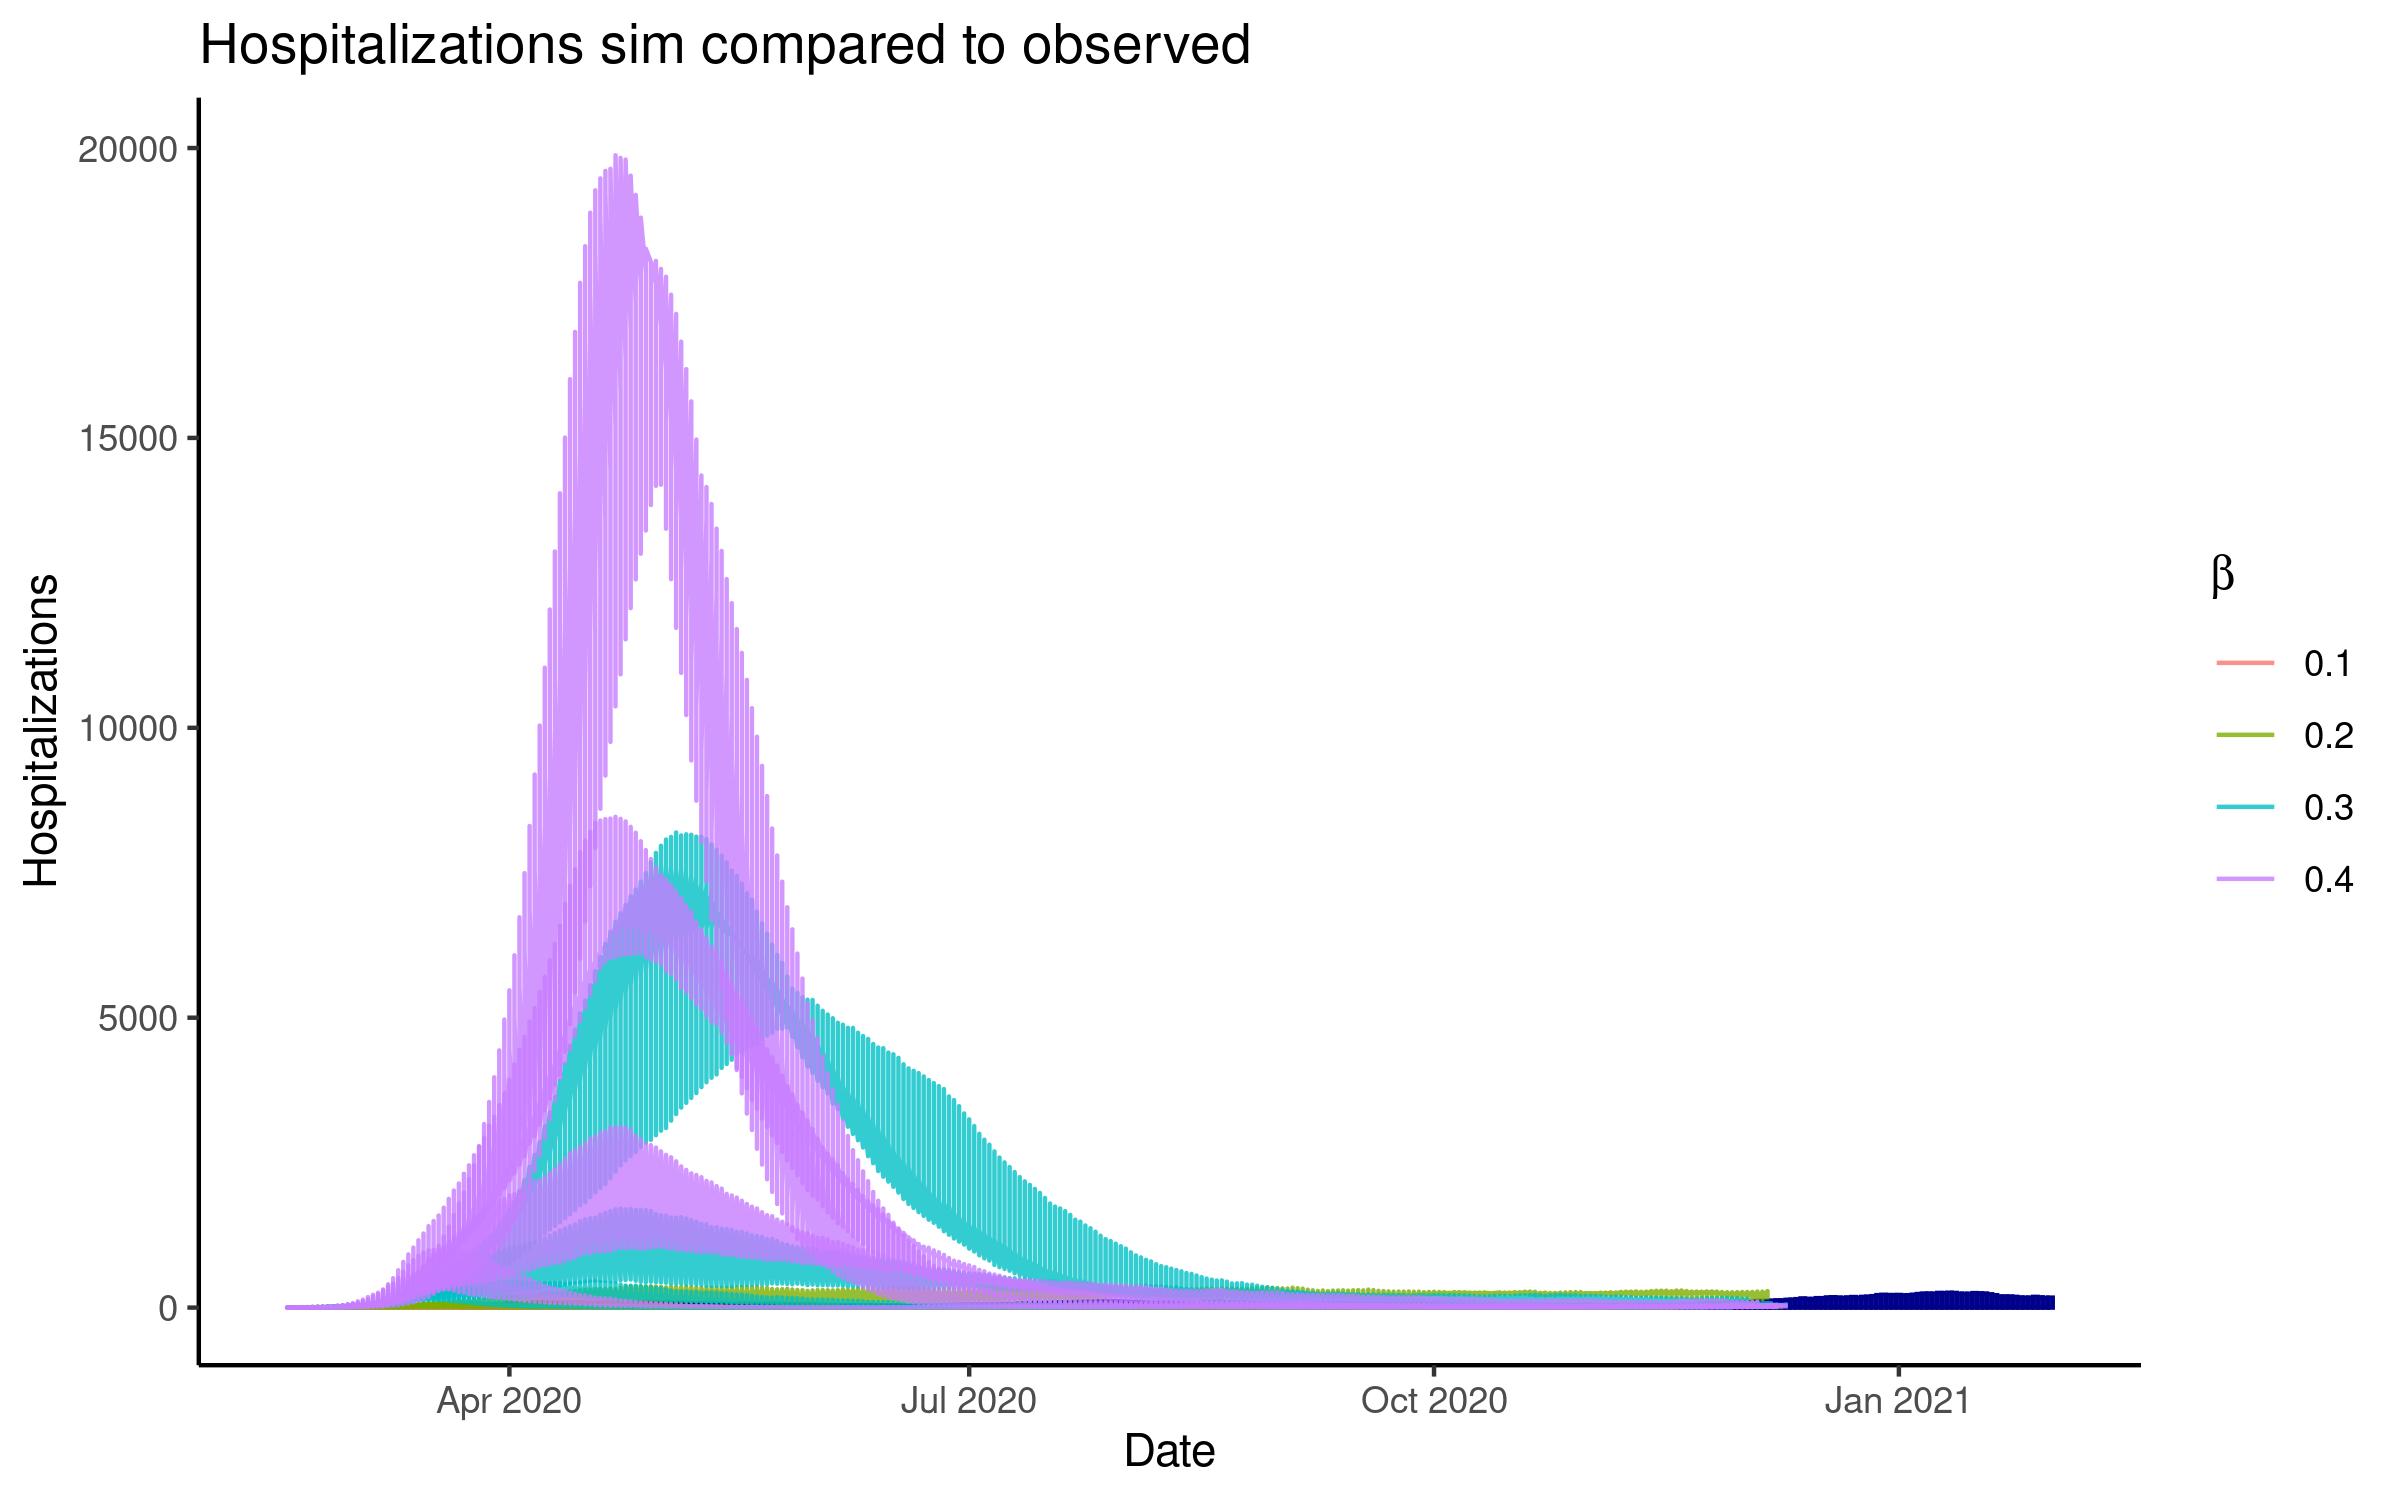 Hospitalizations sim compared to observed
20000
15000
10000
5000
0
Hospitalizations
Apr 2020
Jul 2020
Oct 2020
Jan 2021
Date
β
0.1
0.2
0.3
0.4